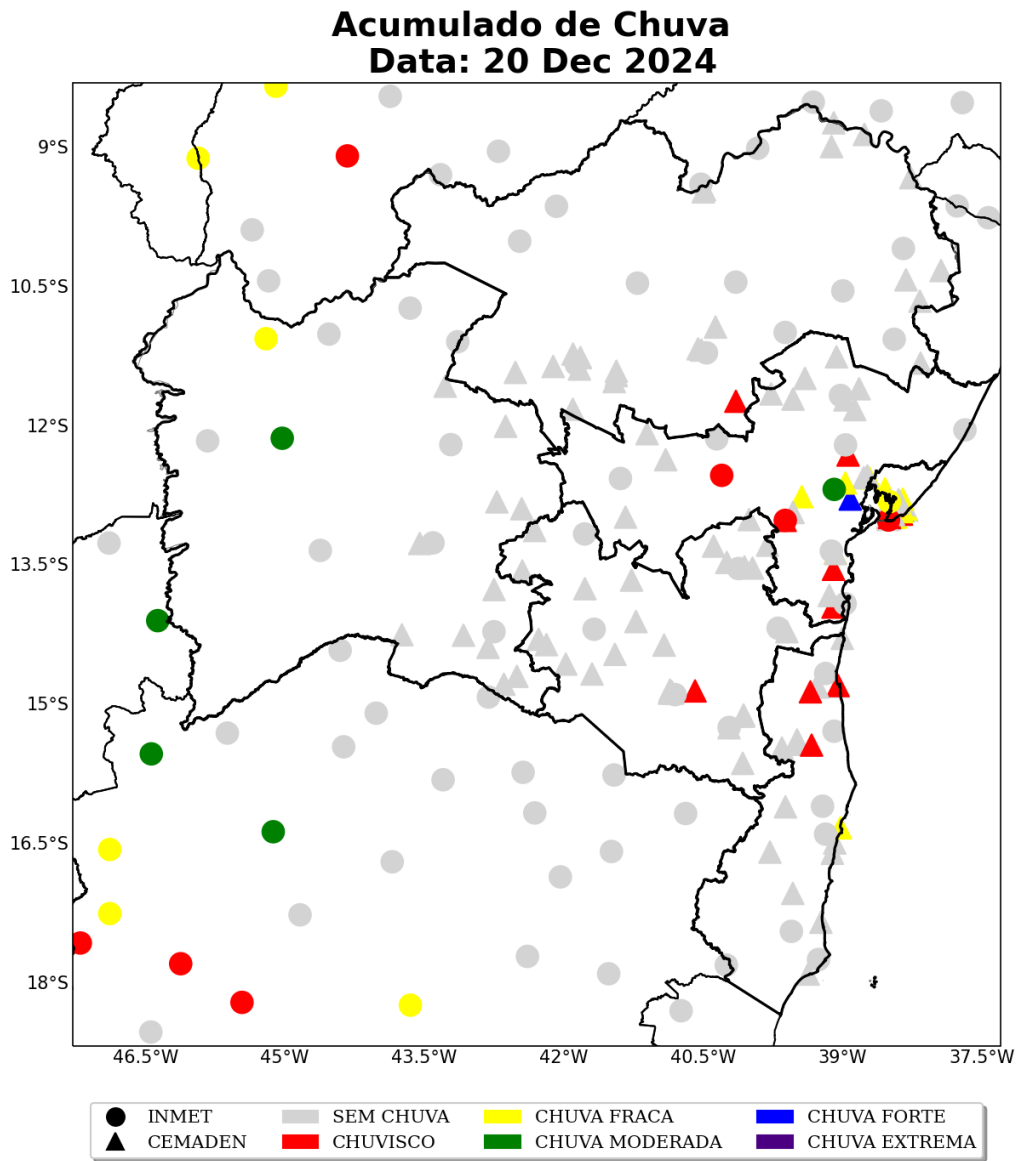 Acumulado de Chuva
Data: 20 Dec 2024
9°S
10.5°S
12°S
13.5°S
15°S
16.5°S
18°S
46.5°W 45°W 43.5°W 42°W 40.5°W 39°W 37.5°W
INMET SEM CHUVA CHUVA FRACA CHUVA FORTE
CEMADEN CHUVISCO CHUVA MODERADA CHUVA EXTREMA